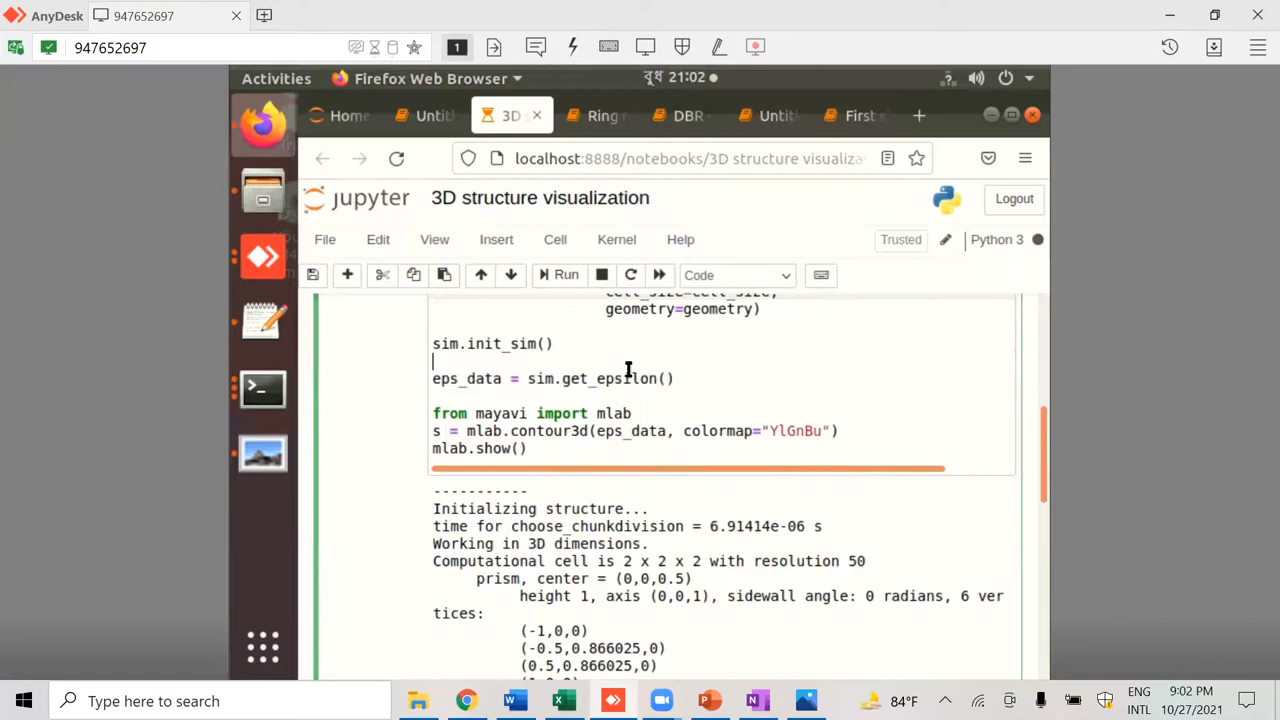 AnyDesk
947652697
947652697
1
Activities
Firefox Web Browser
বুধ 21:02
Home
Untit
3D
Ring
DBR
Unti
First
localhost:8888/notebooks/3D structure visualiza
jupyter
3D structure visualization
Logout
File
Edit
View
Insert
Cell
Kernel
Help
Trusted
Python 3
Run
Code
cell_size=cell_size,
geometry=geometry)
sim.init_sim()
eps_data = sim.get_epsilon()
from mayavi import mlab
s = mlab.contour3d(eps_data, colormap="YlGnBu")
mlab.show()
-----------
Initializing structure...
time for choose_chunkdivision = 6.91414e-06 s
Working in 3D dimensions.
Computational cell is 2 x 2 x 2 with resolution 50
prism, center = (0,0,0.5)
height 1, axis (0,0,1), sidewall angle: 0 radians, 6 ver
tices:
(-1,0,0)
(-0.5,0.866025,0)
(0.5,0.866025,0)
Type here to search
84°F
ENG
INTL
9:02 PM
10/27/2021